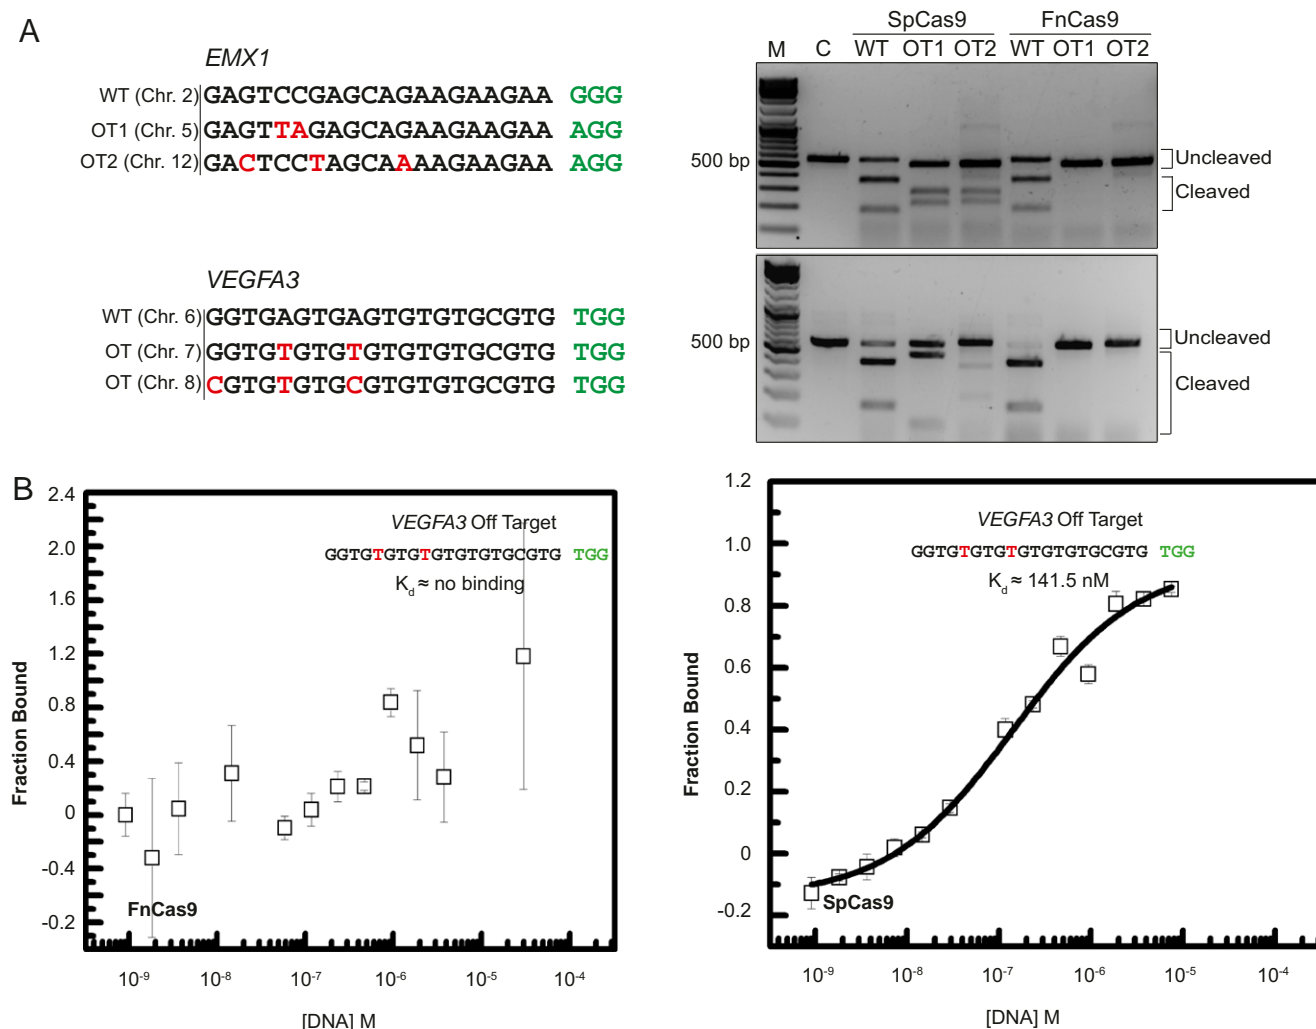 A
EMX1
WT (Chr. 2) GAGTCCGAGCAGAAGAAGAA GGG
OT1 (Chr. 5) GAGTTAGAGCAGAAGAAGAA AGG
OT2 (Chr. 12) GACTCCTAGCAAAAGAAGAA AGG
VEGFA3
WT (Chr. 6) GGTGAGTGAGTGTGTGCGTG TGG
OT (Chr. 7) GGTGTGTGTGTGTGTGCGTG TGG
OT (Chr. 8) CGTGTGTGCGTGTGTGCGTG TGG
SpCas9 FnCas9
M C WT OT1 OT2 WT OT1 OT2
500 bp
Uncleaved
Cleaved
500 bp
Uncleaved
Cleaved
B
2.4
2.0
1.6
1.2
0.8
0.4
0
-0.4
-0.2
Fraction Bound
VEGFA3 Off Target
GGTGTGTGTGTGTGTGCGTG TGG
Kd ≈ no binding
FnCas9
10-9 10-8 10-7 10-6 10-5 10-4
[DNA] M
1.2
1.0
0.8
0.6
0.4
0.2
0
-0.2
Fraction Bound
VEGFA3 Off Target
GGTGTGTGTGTGTGTGCGTG TGG
Kd ≈ 141.5 nM
SpCas9
10-9 10-8 10-7 10-6 10-5 10-4
[DNA] M